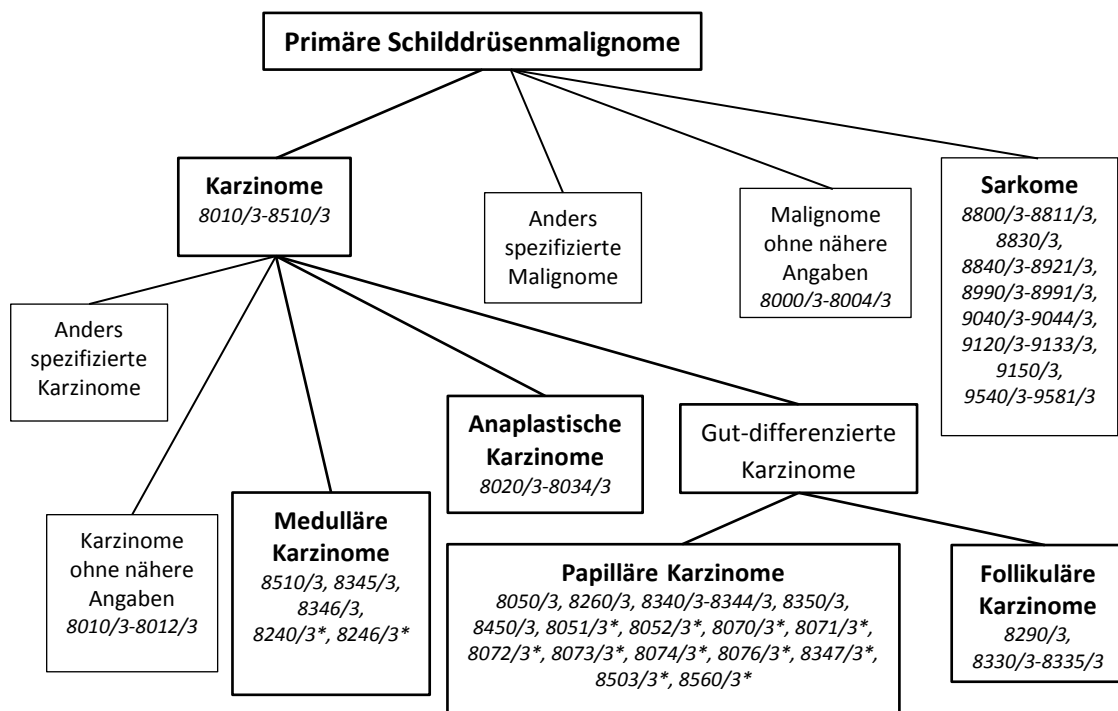 Primäre Schilddrüsenmalignome
Karzinome
8010/3-8510/3
Anders
spezifizierte
Malignome
Malignome
ohne nähere
Angaben
8000/3-8004/3
Sarkome
8800/3-8811/3,
8830/3,
8840/3-8921/3,
8990/3-8991/3,
9040/3-9044/3,
9120/3-9133/3,
9150/3,
9540/3-9581/3
Anders
spezifizierte
Karzinome
Karzinome
ohne nähere
Angaben
8010/3-8012/3
Medulläre
Karzinome
8510/3, 8345/3,
8346/3,
8240/3*, 8246/3*
Anaplastische
Karzinome
8020/3-8034/3
Gut-differenzierte
Karzinome
Papilläre Karzinome
8050/3, 8260/3, 8340/3-8344/3, 8350/3,
8450/3, 8051/3*, 8052/3*, 8070/3*, 8071/3*,
8072/3*, 8073/3*, 8074/3*, 8076/3*, 8347/3*,
8503/3*, 8560/3*
Follikuläre
Karzinome
8290/3,
8330/3-8335/3